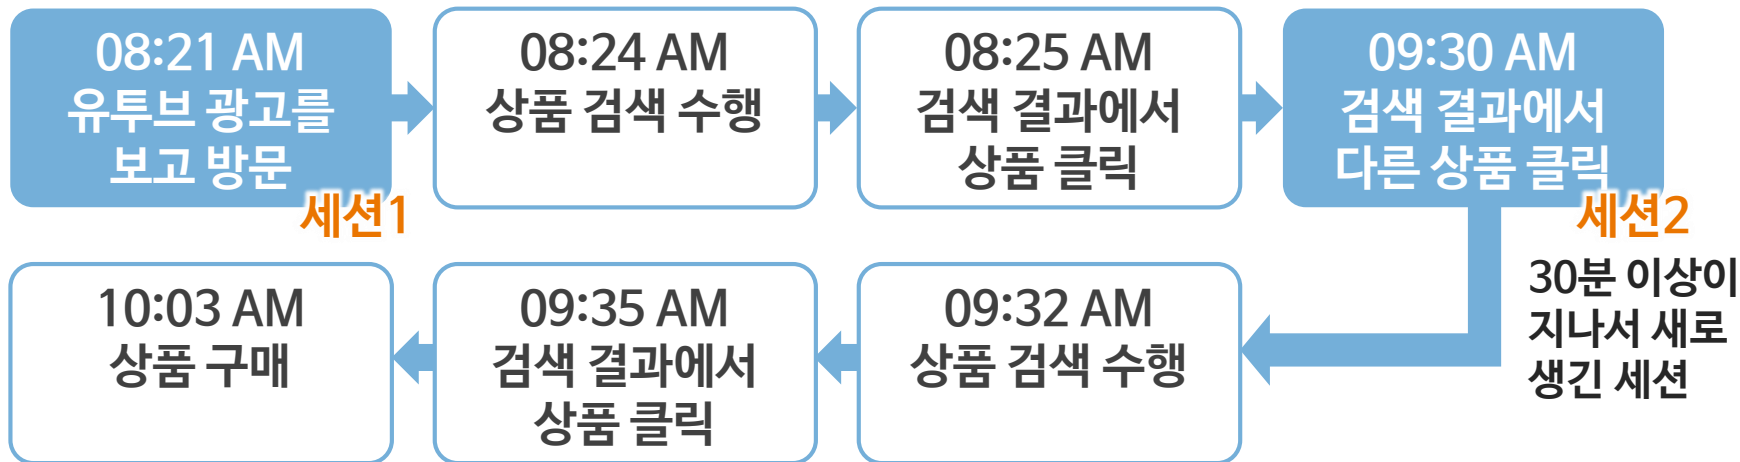 08:21 AM
유투브 광고를
보고 방문
세션1
08:24 AM
상품 검색 수행
08:25 AM
검색 결과에서
상품 클릭
09:30 AM
검색 결과에서
다른 상품 클릭
세션2
30분 이상이
지나서 새로
생긴 세션
09:32 AM
상품 검색 수행
09:35 AM
검색 결과에서
상품 클릭
10:03 AM
상품 구매